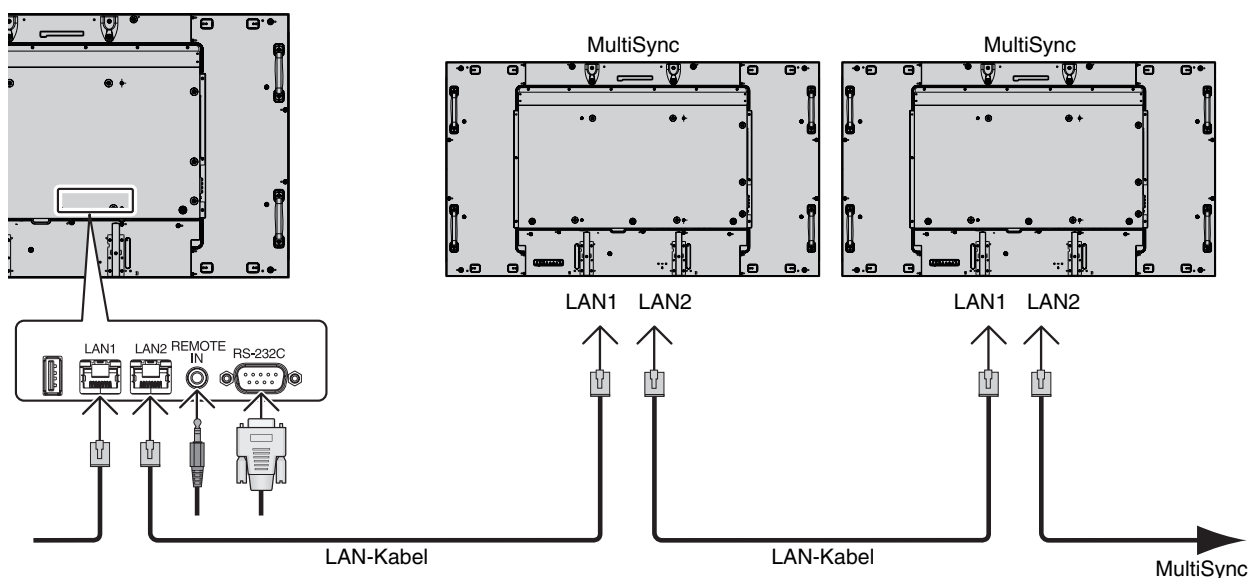 MultiSync
MultiSync
LAN1 LAN2
LAN1 LAN2
LAN1 LAN2 REMOTE IN RS-232C
LAN-Kabel
LAN-Kabel
MultiSync